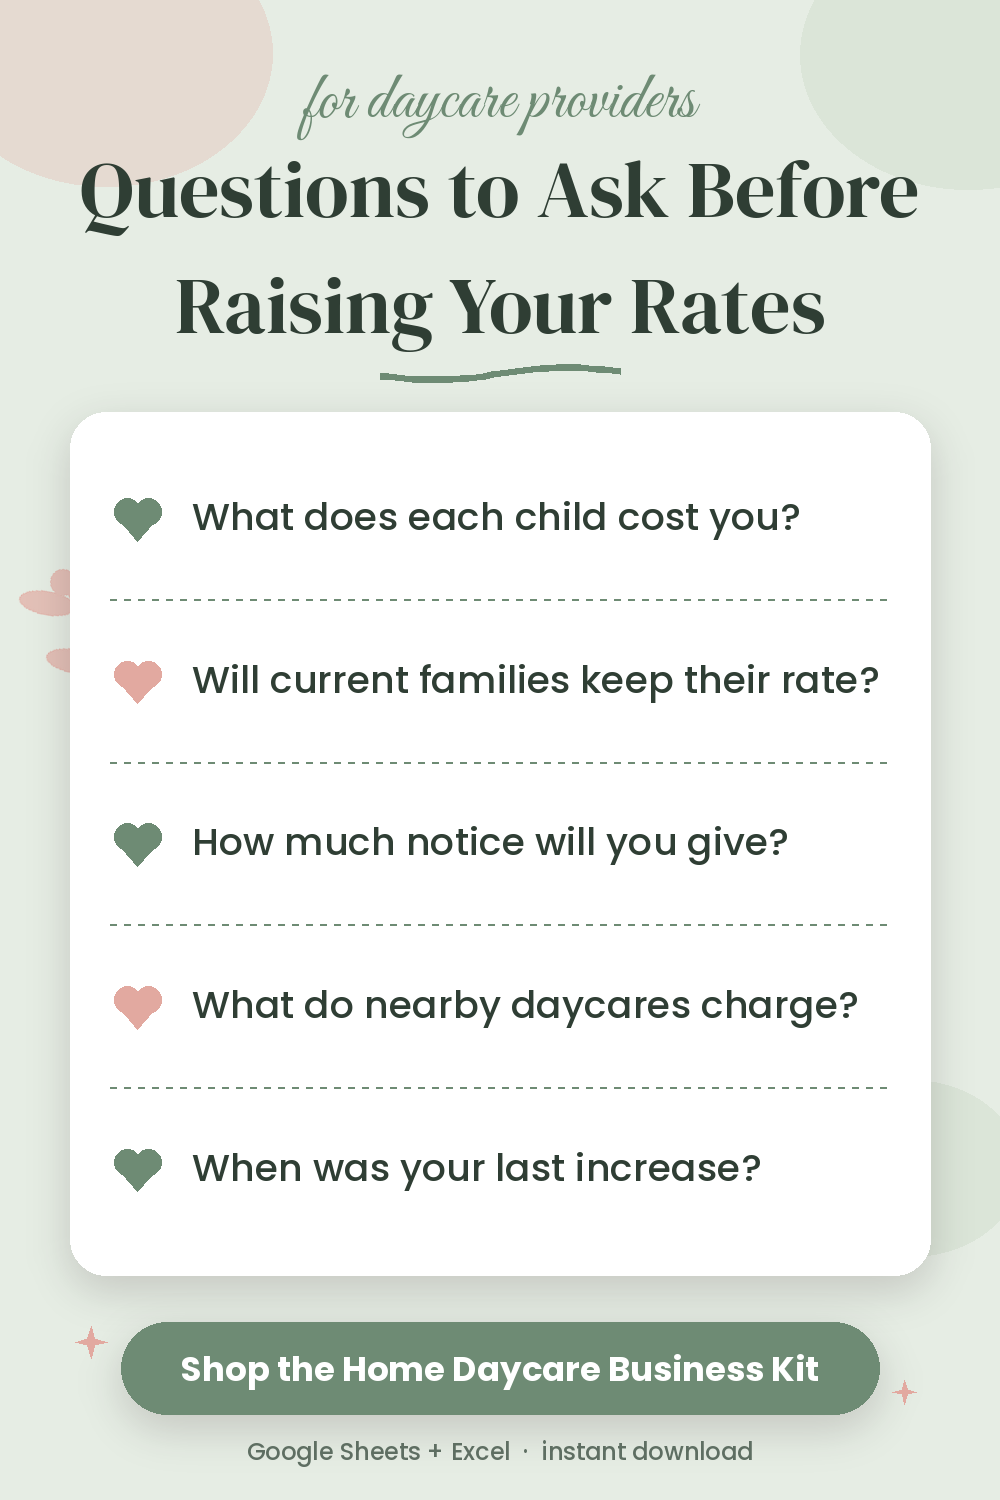 for daycare providers
Questions to Ask Before
Raising Your Rates
What does each child cost you?
Will current families keep their rate?
How much notice will you give?
What do nearby daycares charge?
When was your last increase?
Shop the Home Daycare Business Kit
Google Sheets + Excel · instant download